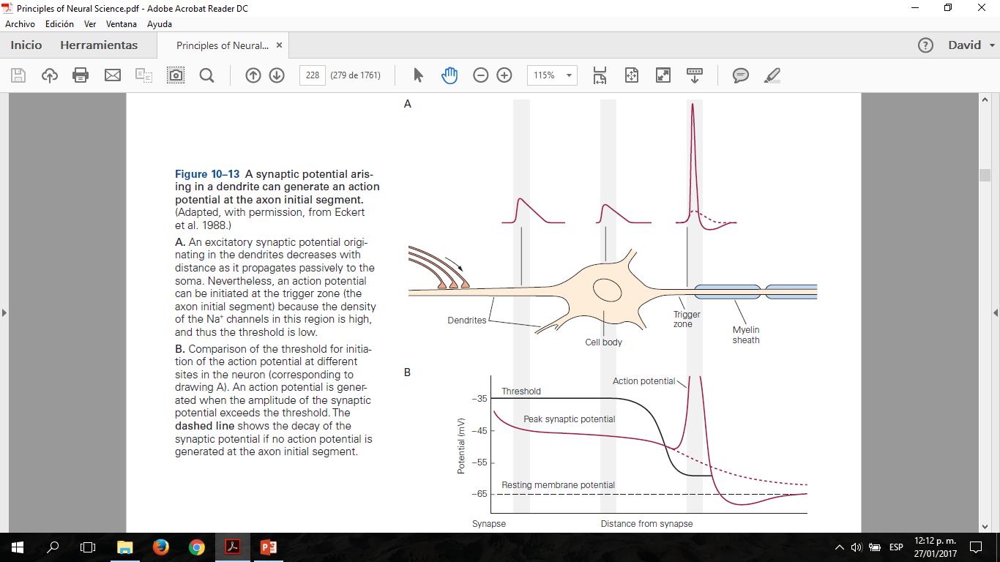 Principles of Neural Science.pdf - Adobe Acrobat Reader DC
Archivo Edición Ver Ventana Ayuda
Inicio Herramientas Principles of Neural... × David
228 (279 de 1761) 115%
Figure 10–13 A synaptic potential aris-
ing in a dendrite can generate an action
potential at the axon initial segment.
(Adapted, with permission, from Eckert
et al. 1988.)
A. An excitatory synaptic potential origi-
nating in the dendrites decreases with
distance as it propagates passively to the
soma. Nevertheless, an action potential
can be initiated at the trigger zone (the
axon initial segment) because the density
of the Na⁺ channels in this region is high,
and thus the threshold is low.
B. Comparison of the threshold for initia-
tion of the action potential at different
sites in the neuron (corresponding to
drawing A). An action potential is gener-
ated when the amplitude of the synaptic
potential exceeds the threshold. The
dashed line shows the decay of the
synaptic potential if no action potential is
generated at the axon initial segment.
A
Dendrites
Cell body
Trigger
zone
Myelin
sheath
B
Action potential
Threshold
Peak synaptic potential
Resting membrane potential
Potential (mV)
–35
–45
–55
–65
Synapse
Distance from synapse
ESP
12:12 p. m.
27/01/2017